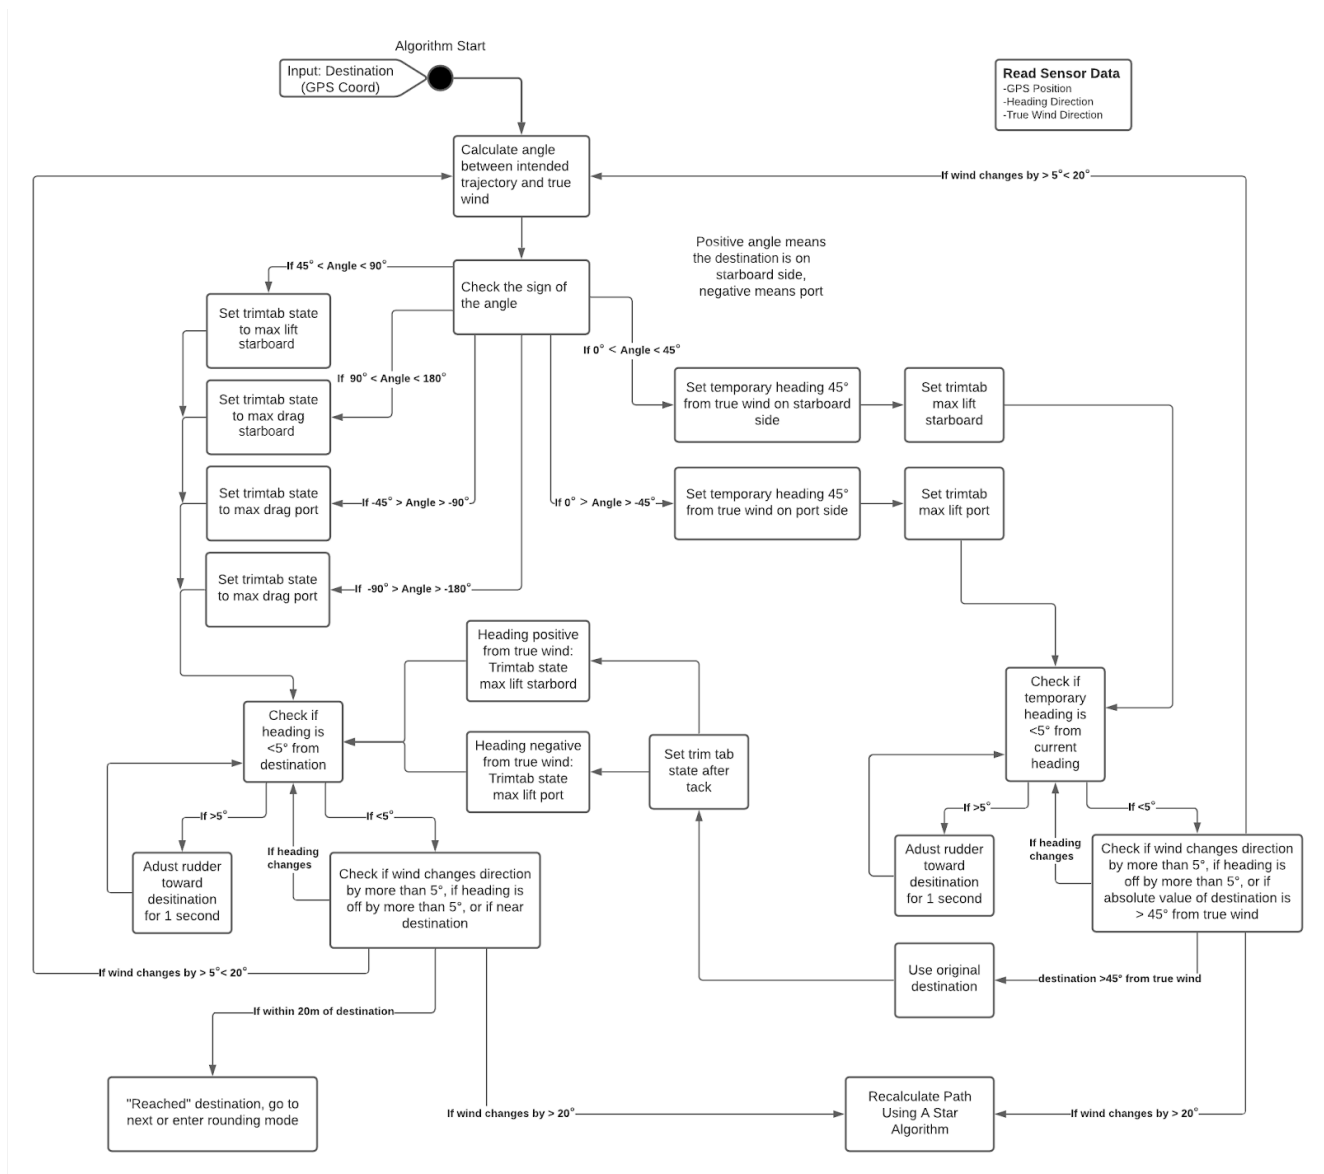 Algorithm Start
Input: Destination
(GPS Coord)
Read Sensor Data
-GPS Position
-Heading Direction
-True Wind Direction
Calculate angle
between intended
trajectory and true
wind
If wind changes by > 5°< 20°
Positive angle means
the destination is on
starboard side,
negative means port
If 45° < Angle < 90°
Check the sign of
the angle
Set trimtab state
to max lift
starboard
If 0° < Angle < 45°
If 90° < Angle < 180°
Set trimtab state
to max drag
starboard
Set temporary heading 45°
from true wind on starboard
side
Set trimtab
max lift
starboard
Set trimtab state
to max drag port
If -45° > Angle > -90°
If 0° > Angle > -45°
Set temporary heading 45°
from true wind on port side
Set trimtab
max lift port
Set trimtab state
to max drag port
If -90° > Angle > -180°
Heading positive
from true wind:
Trimtab state
max lift starbord
Check if
temporary
heading is
<5° from
current
heading
Check if
heading is
<5° from
destination
Heading negative
from true wind:
Trimtab state
max lift port
Set trim tab
state after
tack
If >5°
If <5°
If >5°
If <5°
If heading
changes
If heading
changes
Adust rudder
toward
desitination
for 1 second
Check if wind changes direction
by more than 5°, if heading is
off by more than 5°, or if near
destination
Adust rudder
toward
desitination
for 1 second
Check if wind changes direction
by more than 5°, if heading is
off by more than 5°, or if
absolute value of destination is
> 45° from true wind
If wind changes by > 5°< 20°
Use original
destination
destination >45° from true wind
If within 20m of destination
"Reached" destination, go to
next or enter rounding mode
If wind changes by > 20°
Recalculate Path
Using A Star
Algorithm
If wind changes by > 20°